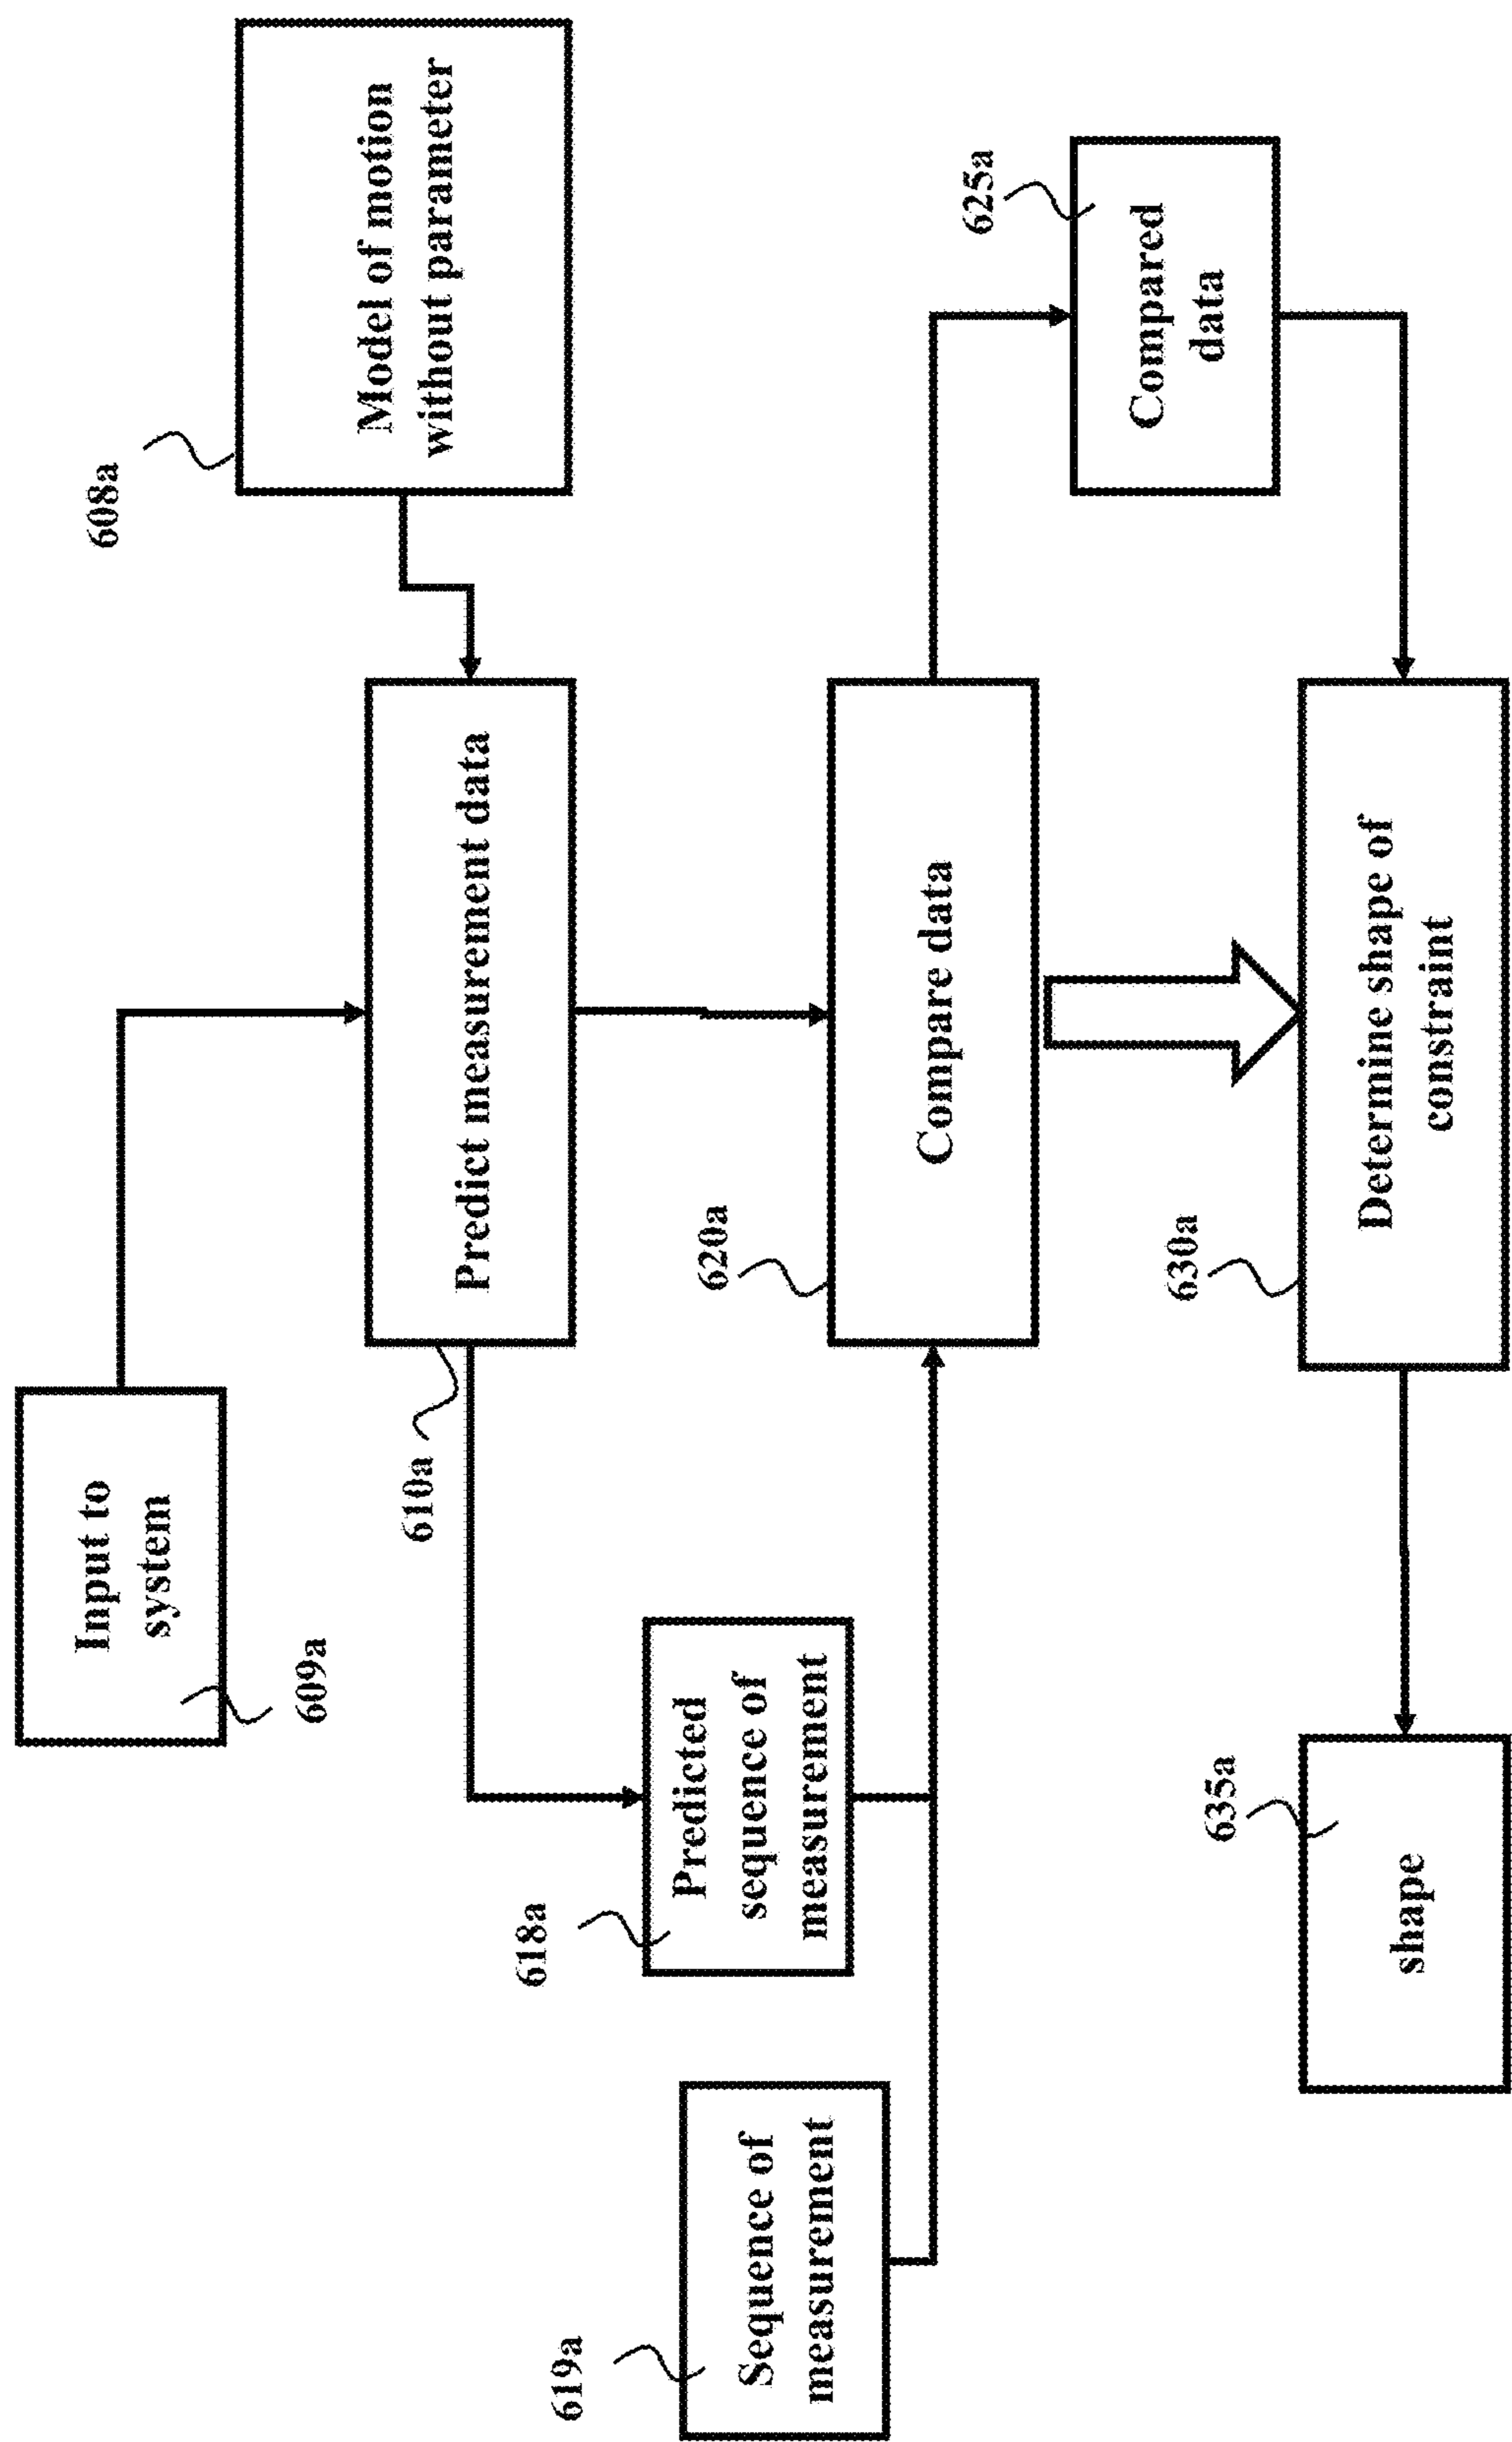 608a
Model of motion
without parameter
Input to
system
609a
Predict measurement data
610a
Predicted
sequence of
measurement
618a
Sequence of
measurement
619a
Compare data
620a
Compared
data
625a
Determine shape of
constraint
630a
shape
635a